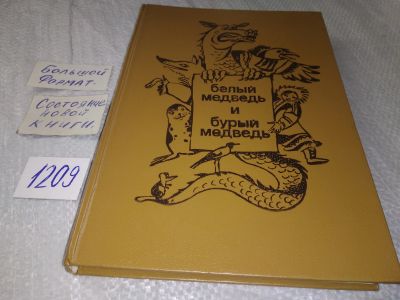 Большой
формат.
Состояние
новой
книги.
1209
белый
медведь
и
бурый
медведь